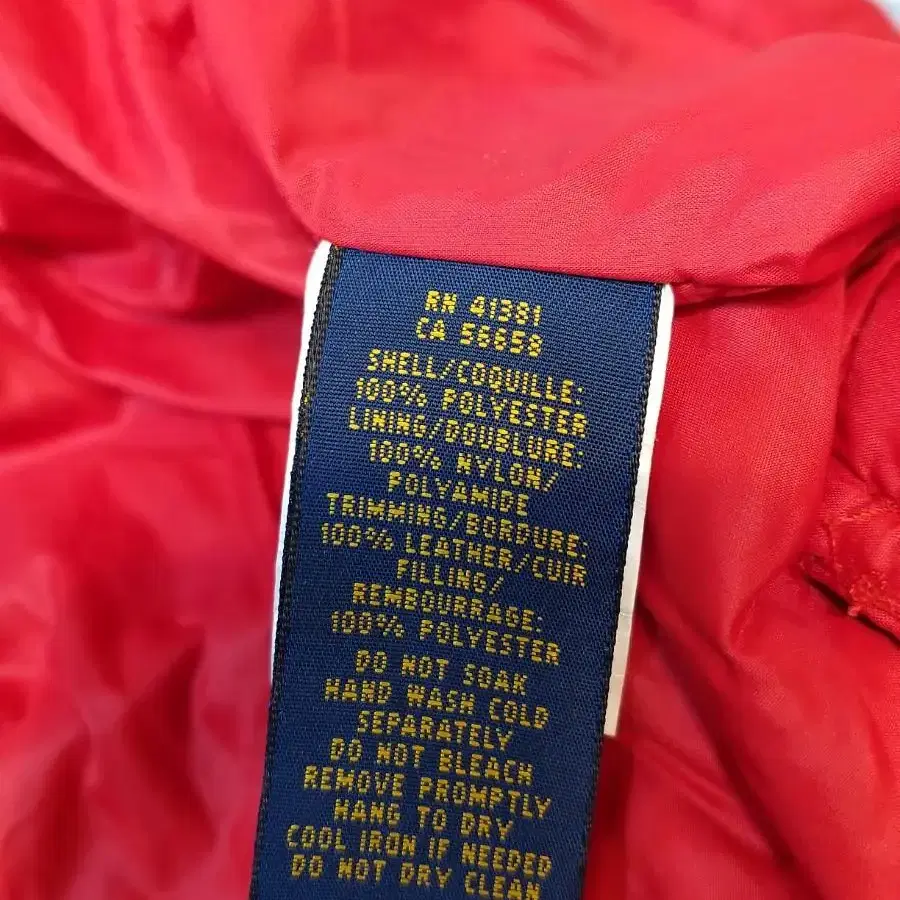 RN 41381
CA 56658
SHELL/COQUILLE:
100% POLYESTER
LINING/DOUBLURE:
100% NYLON/
POLYAMIDE
TRIMMING/BORDURE:
100% LEATHER/CUIR
FILLING/
REMBOURRAGE:
100% POLYESTER
DO NOT SOAK
HAND WASH COLD
SEPARATELY
DO NOT BLEACH
REMOVE PROMPTLY
HANG TO DRY
COOL IRON IF NEEDED
DO NOT DRY CLEAN